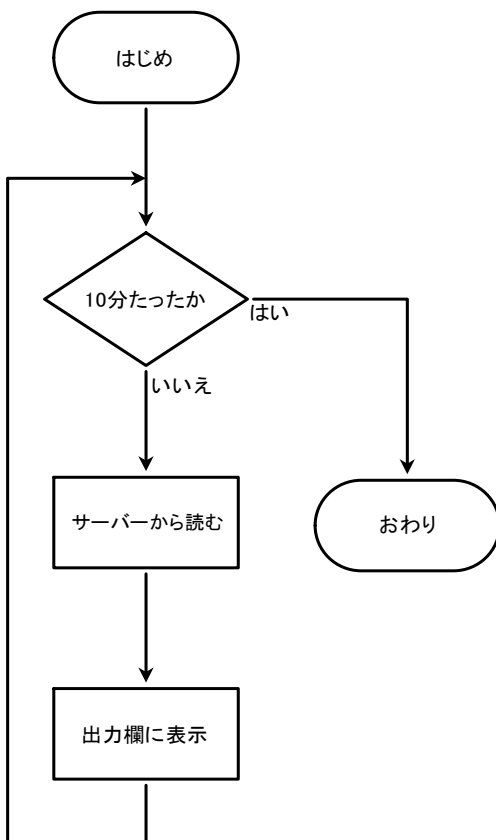 はじめ
10分たったか
はい
いいえ
サーバーから読む
おわり
出力欄に表示